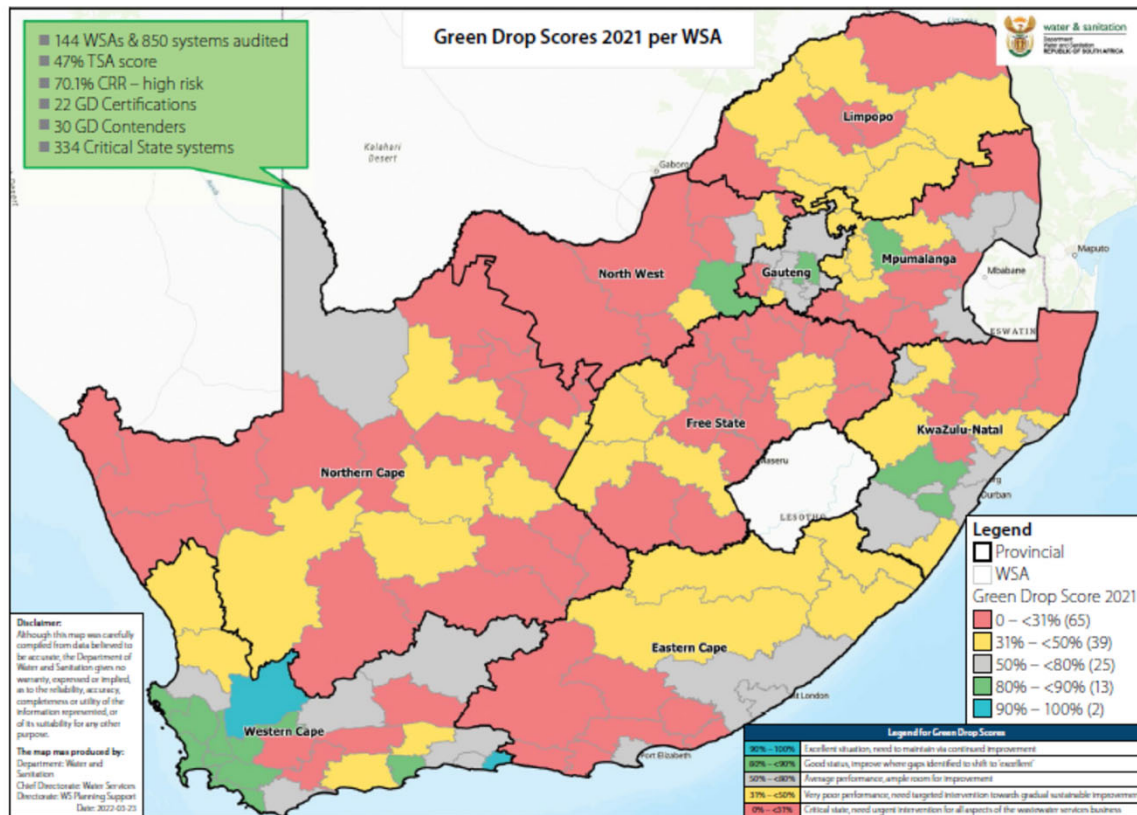 Green Drop Scores 2021 per WSA
water & sanitation
Department:
Water and Sanitation
REPUBLIC OF SOUTH AFRICA
■ 144 WSAs & 850 systems audited
■ 47% TSA score
■ 70.1% CRR – high risk
■ 22 GD Certifications
■ 30 GD Contenders
■ 334 Critical State systems
Kalahari
Desert
Desert
Gaboro
Limpopo
North West
Gauteng
Mpumalanga
Maputo
Mbabane
ESWATIN
Free State
KwaZulu-Natal
Northern Cape
Maseru
LESOTHO
rg
Durban
Eastern Cape
t London
Western Cape
Port Elizabeth
Legend
Provincial
WSA
Green Drop Score 2021
0 – <31% (65)
31% – <50% (39)
50% – <80% (25)
80% – <90% (13)
90% – 100% (2)
Disclaimer:
Although this map was carefully
compiled from data believed to
be accurate, the Department of
Water and Sanitation gives no
warranty, expressed or implied,
as to the reliability, accuracy,
completeness or utility of the
information represented, or
of its suitability for any other
purpose.
The map was produced by:
Department: Water and
Sanitation
Chief Directorate: Water Services
Directorate: WS Planning Support
Date: 2022-03-23
Legend for Green Drop Scores
90% – 100% Excellent situation, need to maintain via continued improvement
80% – <90% Good status, improve where gaps identified to shift to 'excellent'
50% – <80% Average performance, ample room for improvement
31% – <50% Very poor performance, need targeted intervention towards gradual sustainable improvement
0% – <31% Critical state, need urgent intervention for all aspects of the wastewater services business